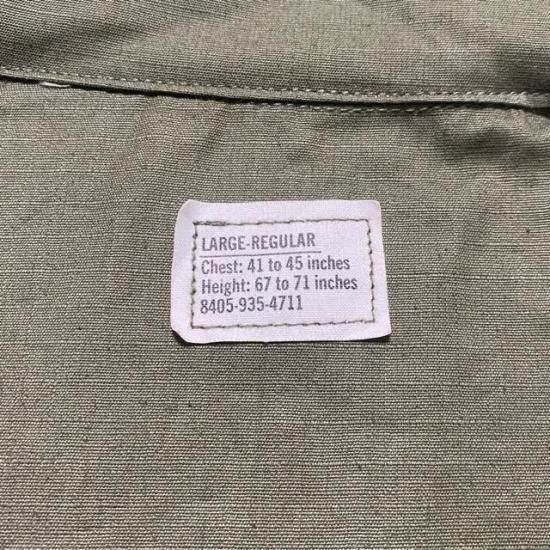 LARGE-REGULAR
Chest: 41 to 45 inches
Height: 67 to 71 inches
8405-935-4711